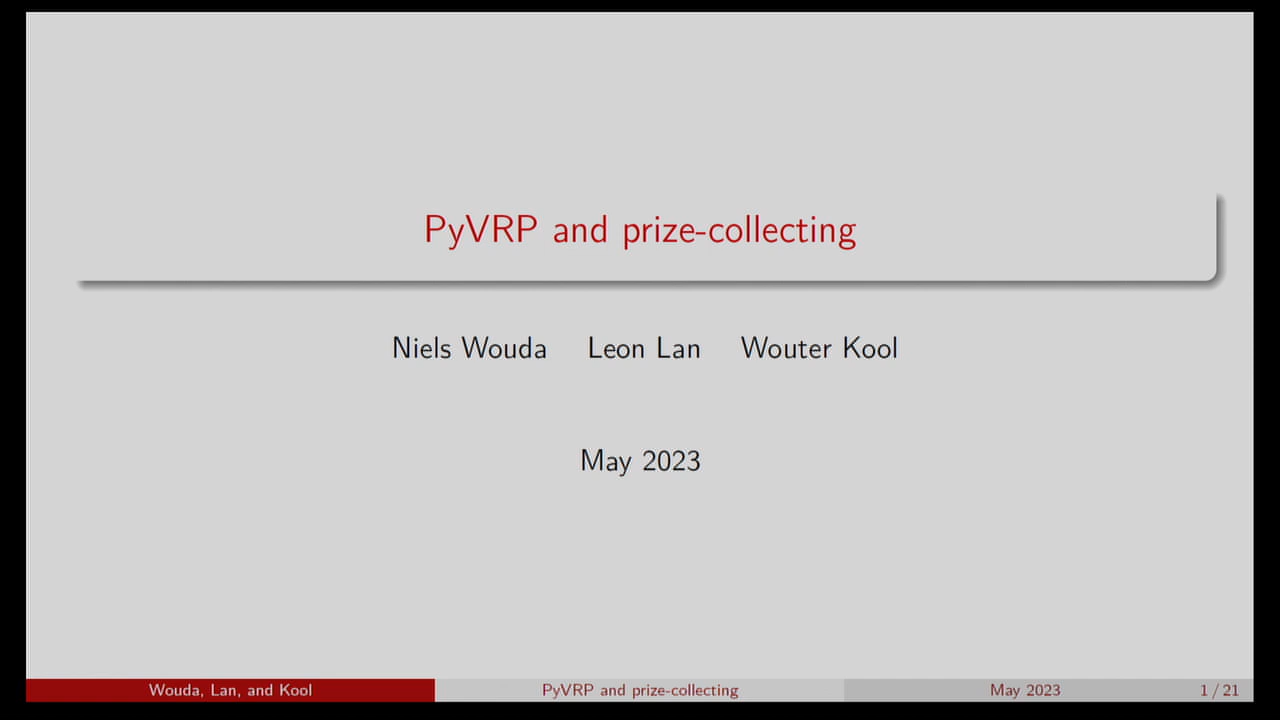 PyVRP and prize-collecting
Niels Wouda Leon Lan Wouter Kool
May 2023
Wouda, Lan, and Kool PyVRP and prize-collecting May 2023 1 / 21